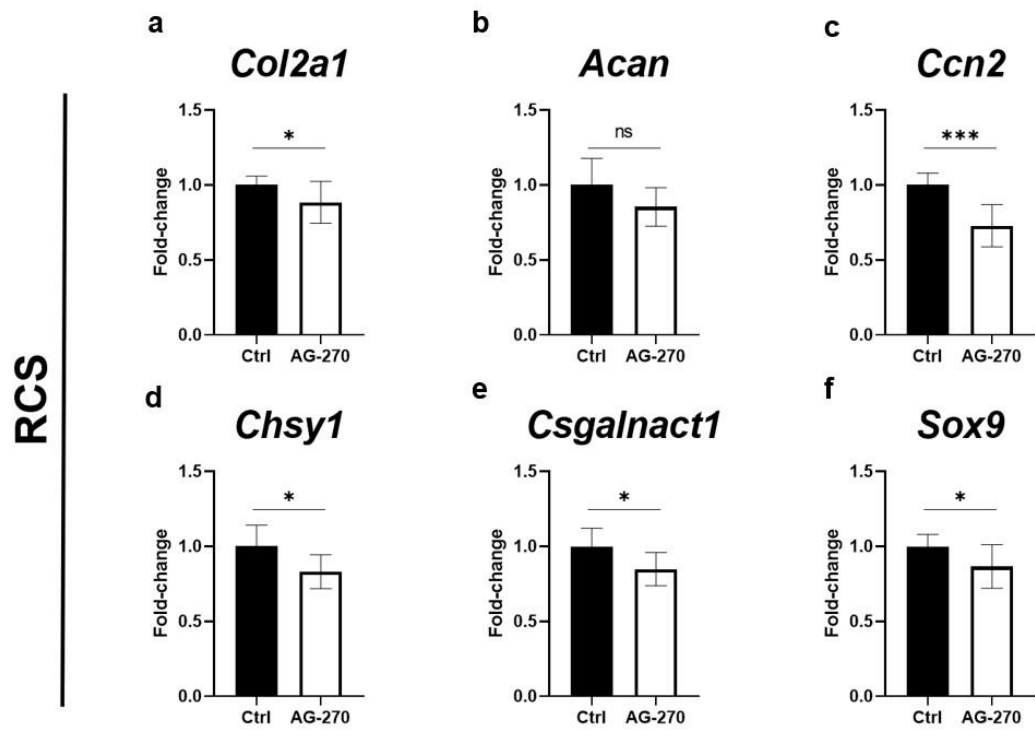 a
Col2a1
1.5
1.0
0.5
0.0
Fold-change
*
Ctrl AG-270
b
Acan
1.5
1.0
0.5
0.0
Fold-change
ns
Ctrl AG-270
c
Ccn2
1.5
1.0
0.5
0.0
Fold-change
***
Ctrl AG-270
RCS
d
Chsy1
1.5
1.0
0.5
0.0
Fold-change
*
Ctrl AG-270
e
Csgalnact1
1.5
1.0
0.5
0.0
Fold-change
*
Ctrl AG-270
f
Sox9
1.5
1.0
0.5
0.0
Fold-change
*
Ctrl AG-270